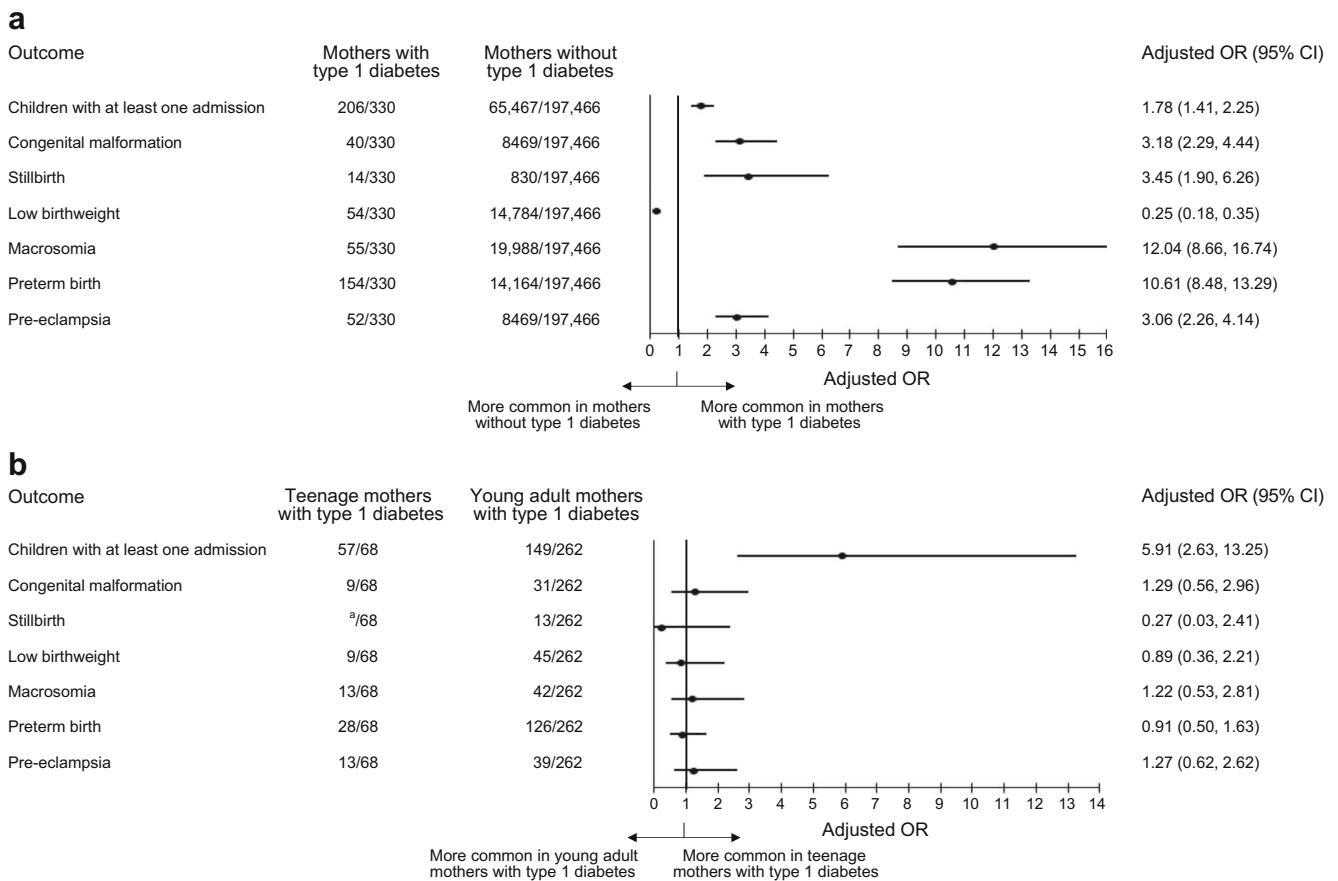 a
Outcome
Mothers with
type 1 diabetes
Mothers without
type 1 diabetes
Adjusted OR (95% CI)
Children with at least one admission 206/330 65,467/197,466 1.78 (1.41, 2.25)
Congenital malformation 40/330 8469/197,466 3.18 (2.29, 4.44)
Stillbirth 14/330 830/197,466 3.45 (1.90, 6.26)
Low birthweight 54/330 14,784/197,466 0.25 (0.18, 0.35)
Macrosomia 55/330 19,988/197,466 12.04 (8.66, 16.74)
Preterm birth 154/330 14,164/197,466 10.61 (8.48, 13.29)
Pre-eclampsia 52/330 8469/197,466 3.06 (2.26, 4.14)
0 1 2 3 4 5 6 7 8 9 10 11 12 13 14 15 16
Adjusted OR
More common in mothers
without type 1 diabetes
More common in mothers
with type 1 diabetes
b
Outcome
Teenage mothers
with type 1 diabetes
Young adult mothers
with type 1 diabetes
Adjusted OR (95% CI)
Children with at least one admission 57/68 149/262 5.91 (2.63, 13.25)
Congenital malformation 9/68 31/262 1.29 (0.56, 2.96)
Stillbirth a/68 13/262 0.27 (0.03, 2.41)
Low birthweight 9/68 45/262 0.89 (0.36, 2.21)
Macrosomia 13/68 42/262 1.22 (0.53, 2.81)
Preterm birth 28/68 126/262 0.91 (0.50, 1.63)
Pre-eclampsia 13/68 39/262 1.27 (0.62, 2.62)
0 1 2 3 4 5 6 7 8 9 10 11 12 13 14
Adjusted OR
More common in young adult
mothers with type 1 diabetes
More common in teenage
mothers with type 1 diabetes